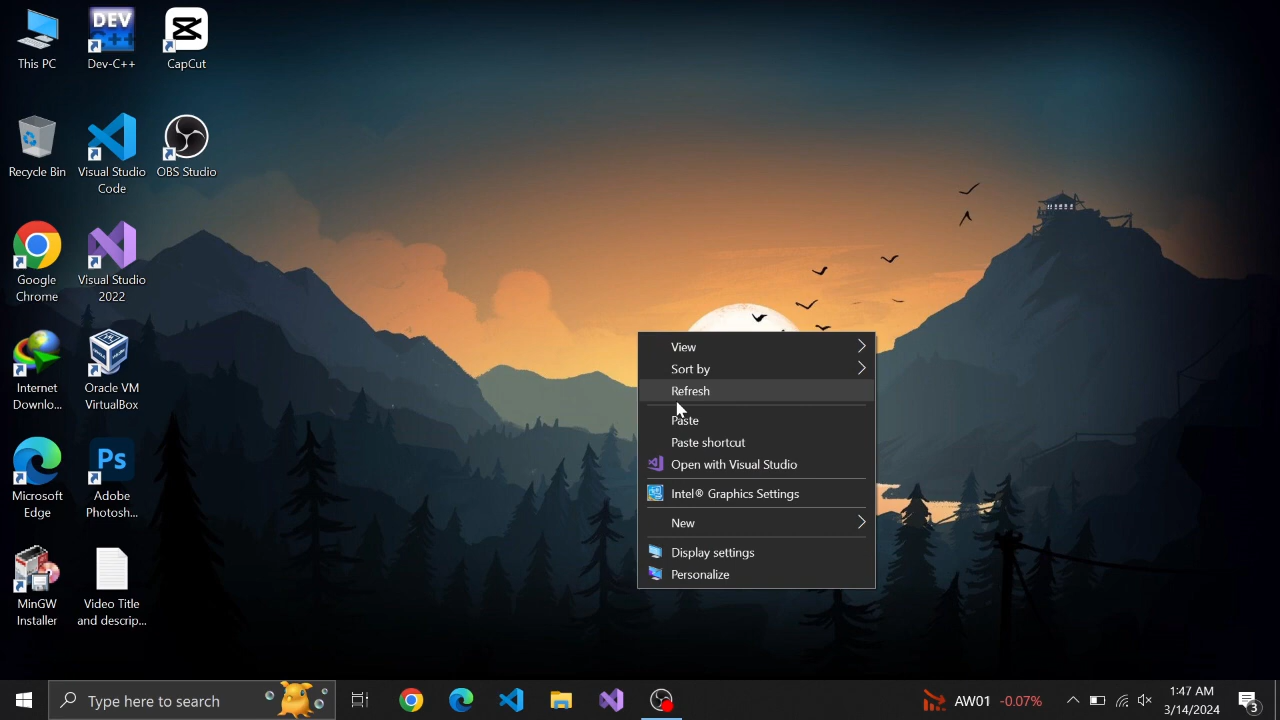 This PC
DEV
C++
Dev-C++
CapCut
Recycle Bin
Visual Studio
Code
OBS Studio
Google
Chrome
Visual Studio
2022
Internet
Downlo...
Oracle VM
VirtualBox
Microsoft
Edge
Ps
Adobe
Photosh...
MinGW
Installer
Video Title
and descrip...
View
Sort by
Refresh
Paste
Paste shortcut
Open with Visual Studio
Intel® Graphics Settings
New
Display settings
Personalize
Type here to search
AW01 -0.07%
1:47 AM
3/14/2024
3